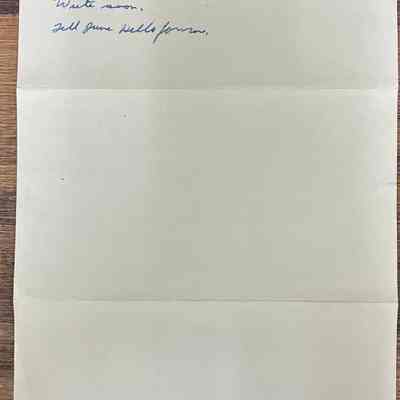 Write soon.
Tell June Hello for me.